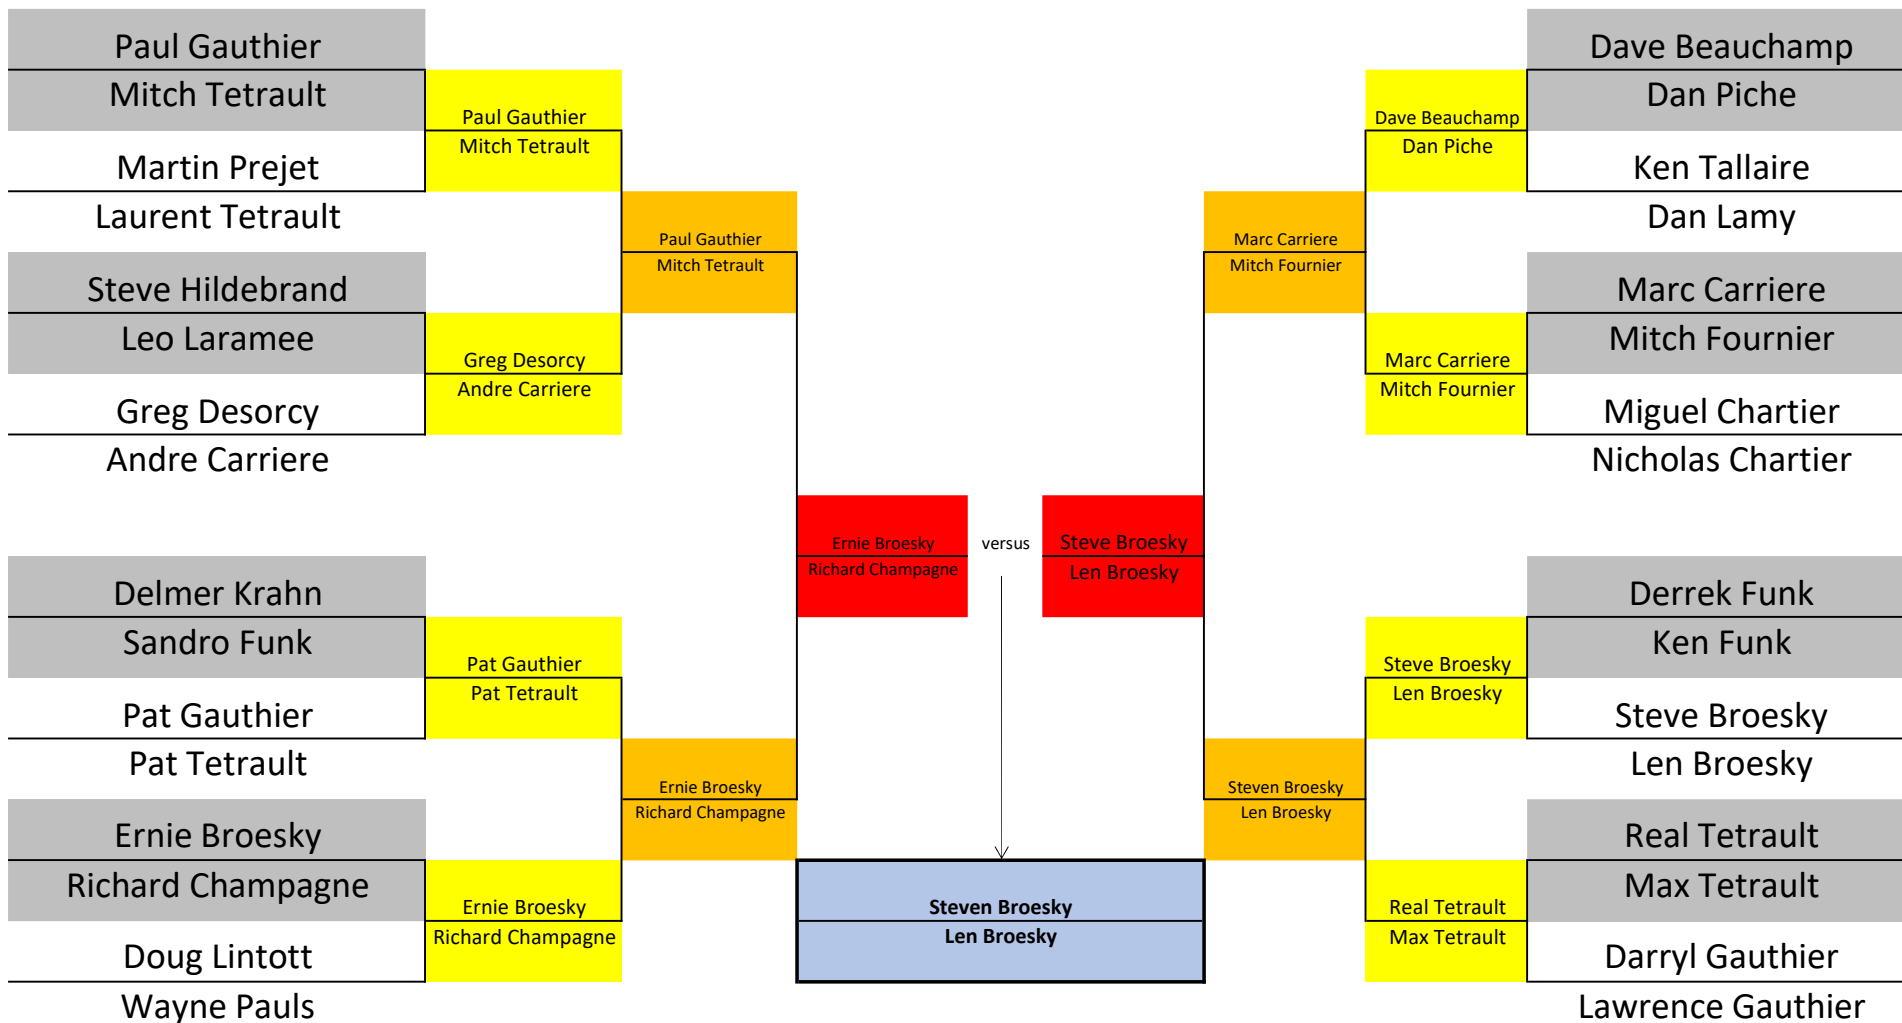 Paul Gauthier
Mitch Tetrault
Martin Prejet
Laurent Tetrault
Steve Hildebrand
Leo Laramee
Greg Desorcy
Andre Carriere
Delmer Krahn
Sandro Funk
Pat Gauthier
Pat Tetrault
Ernie Broesky
Richard Champagne
Doug Lintott
Wayne Pauls
Paul Gauthier
Mitch Tetrault
Greg Desorcy
Andre Carriere
Pat Gauthier
Pat Tetrault
Ernie Broesky
Richard Champagne
Paul Gauthier
Mitch Tetrault
Ernie Broesky
Richard Champagne
Ernie Broesky
Richard Champagne
versus
Steve Broesky
Len Broesky
Steven Broesky
Len Broesky
Marc Carriere
Mitch Fournier
Steven Broesky
Len Broesky
Dave Beauchamp
Dan Piche
Marc Carriere
Mitch Fournier
Steve Broesky
Len Broesky
Real Tetrault
Max Tetrault
Dave Beauchamp
Dan Piche
Ken Tallaire
Dan Lamy
Marc Carriere
Mitch Fournier
Miguel Chartier
Nicholas Chartier
Derrek Funk
Ken Funk
Steve Broesky
Len Broesky
Real Tetrault
Max Tetrault
Darryl Gauthier
Lawrence Gauthier